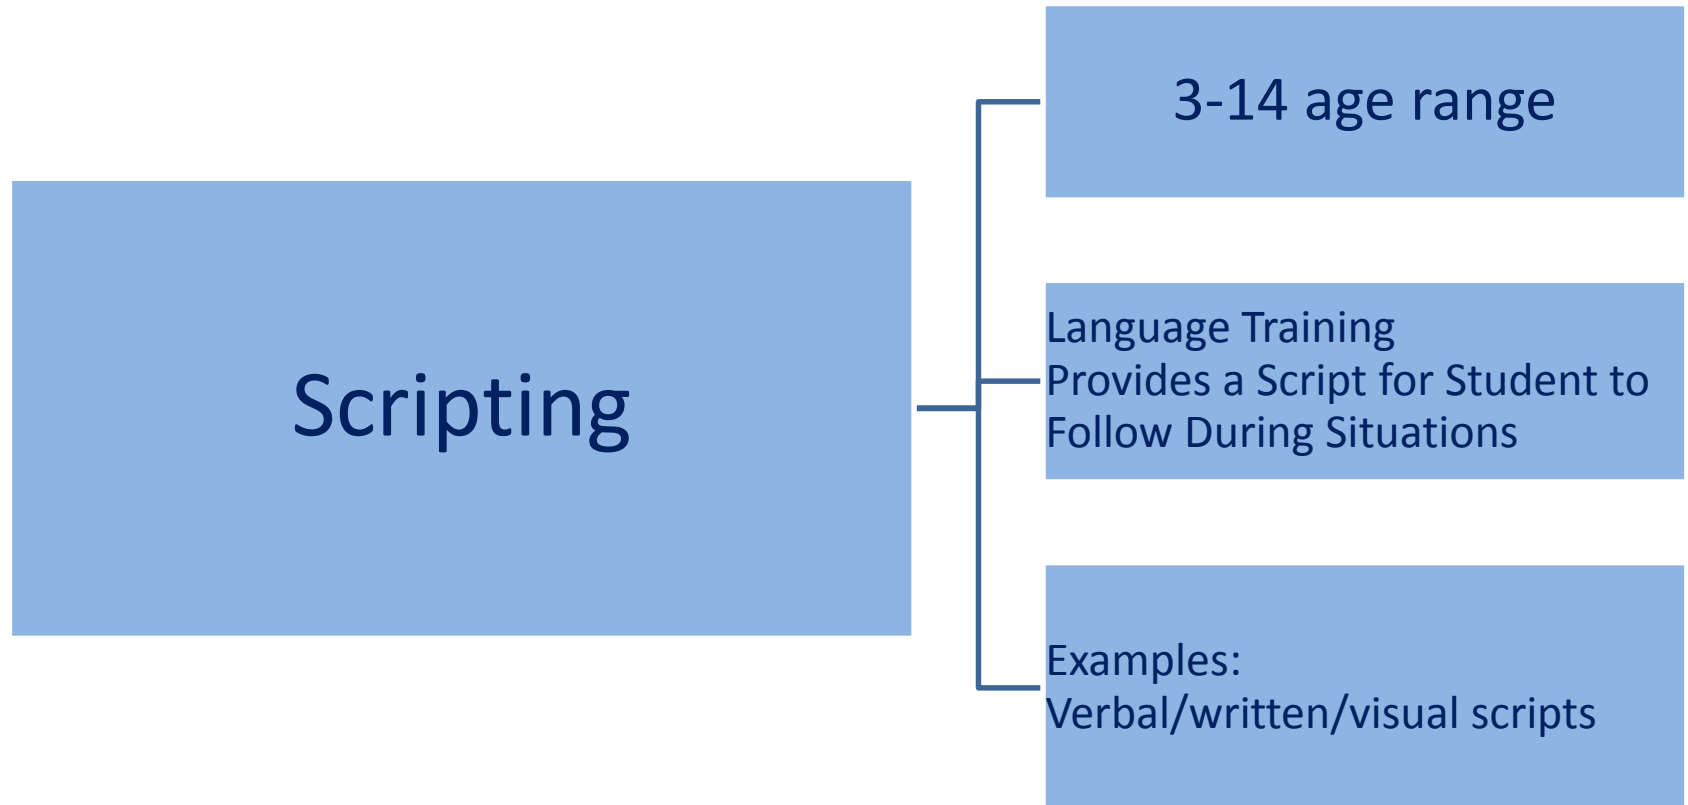 Scripting
3-14 age range
Language Training
Provides a Script for Student to
Follow During Situations
Examples:
Verbal/written/visual scripts